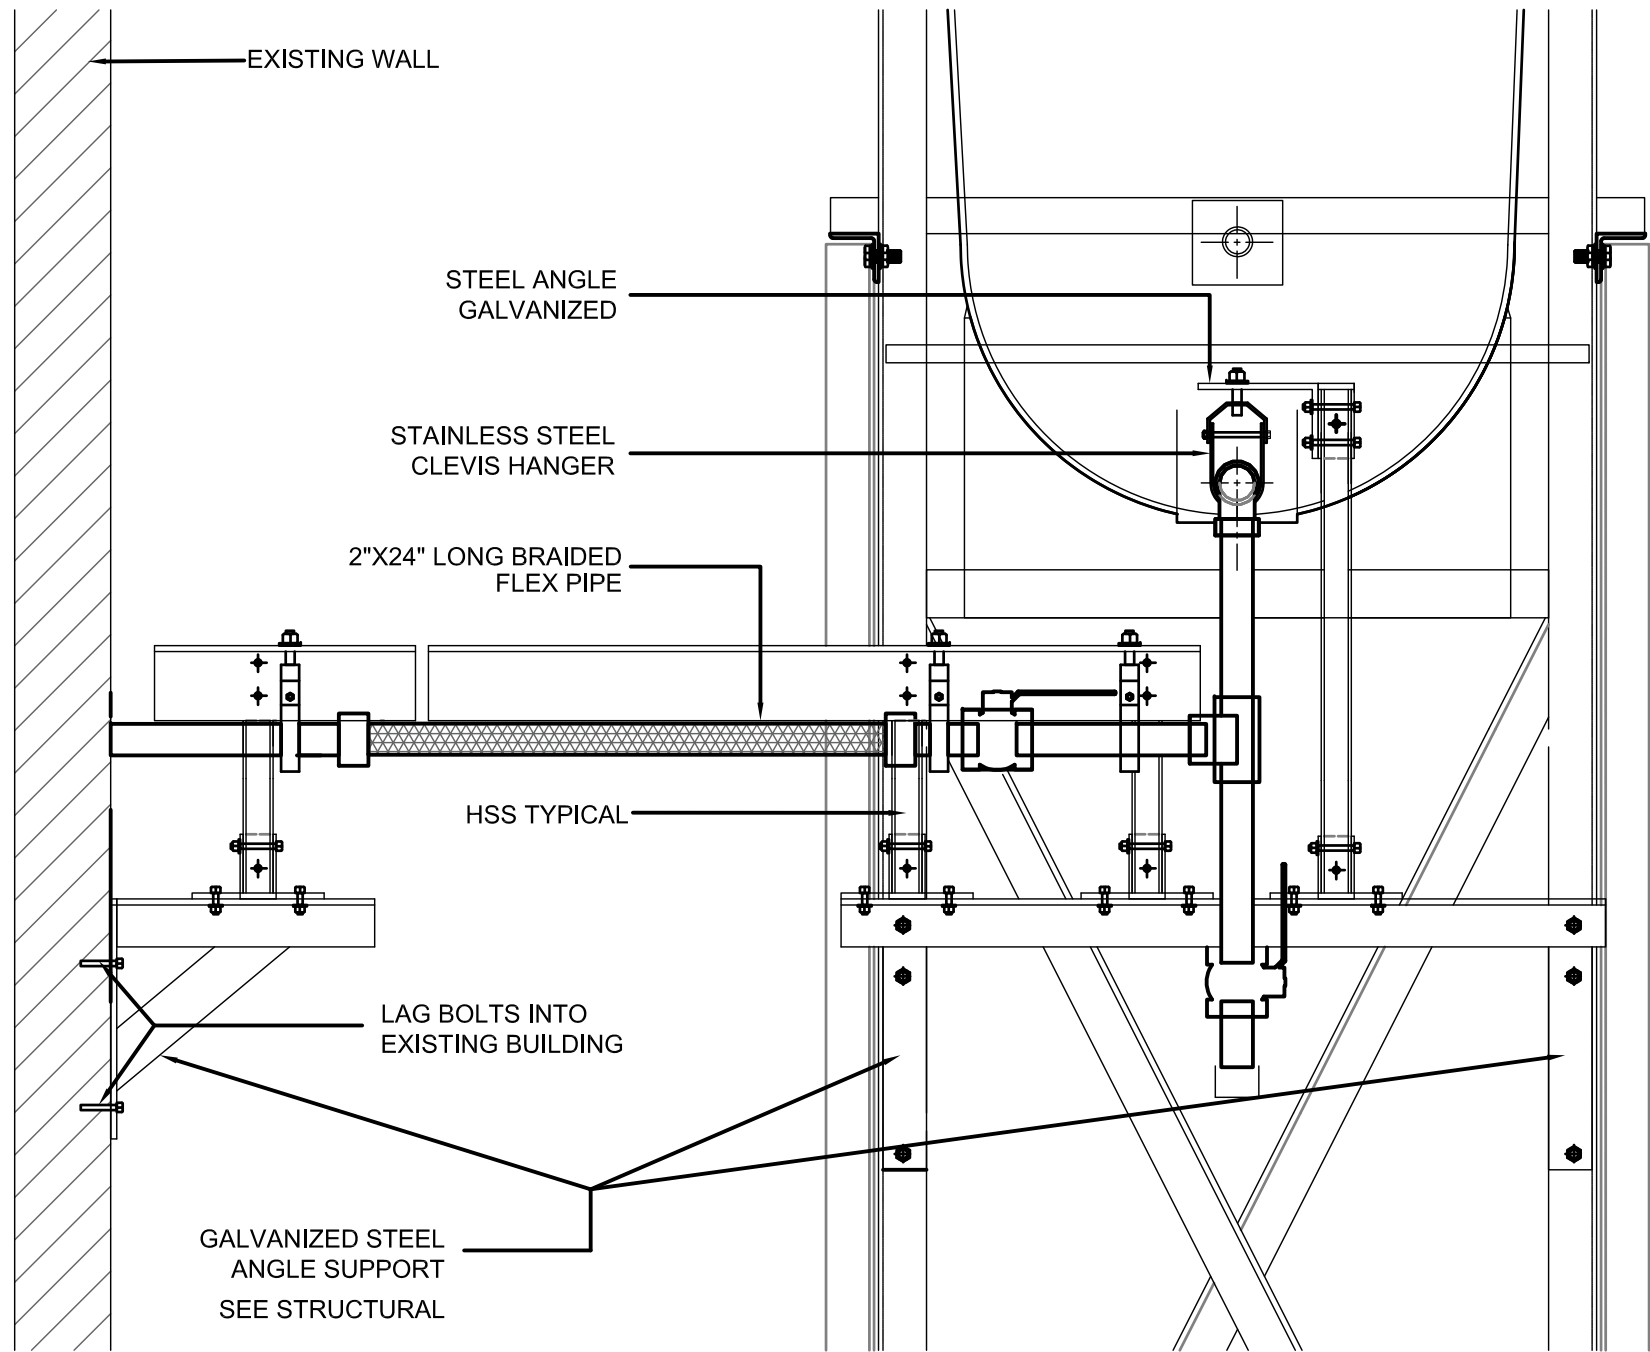 EXISTING WALL
STEEL ANGLE
GALVANIZED
STAINLESS STEEL
CLEVIS HANGER
2"X24" LONG BRAIDED
FLEX PIPE
HSS TYPICAL
LAG BOLTS INTO
EXISTING BUILDING
GALVANIZED STEEL
ANGLE SUPPORT
SEE STRUCTURAL